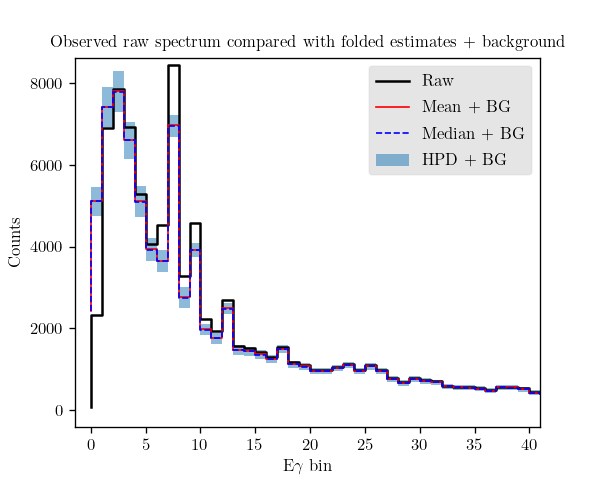 Observed raw spectrum compared with folded estimates + background
Raw
Mean + BG
Median + BG
HPD + BG
Counts
8000
6000
4000
2000
0
0 5 10 15 20 25 30 35 40
Eγ bin